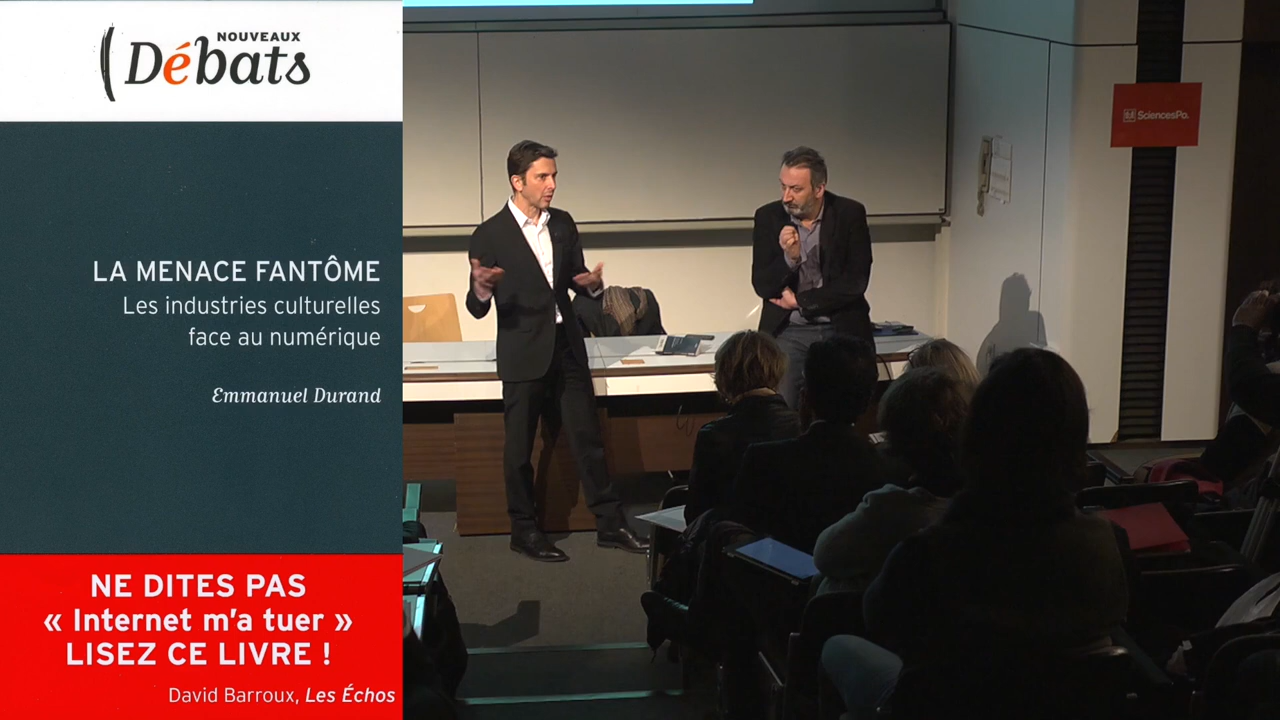 NOUVEAUX
Débats
LA MENACE FANTÔME
Les industries culturelles
face au numérique
Emmanuel Durand
NE DITES PAS
« Internet m'a tuer »
LISEZ CE LIVRE !
David Barroux, Les Échos
SciencesPo.